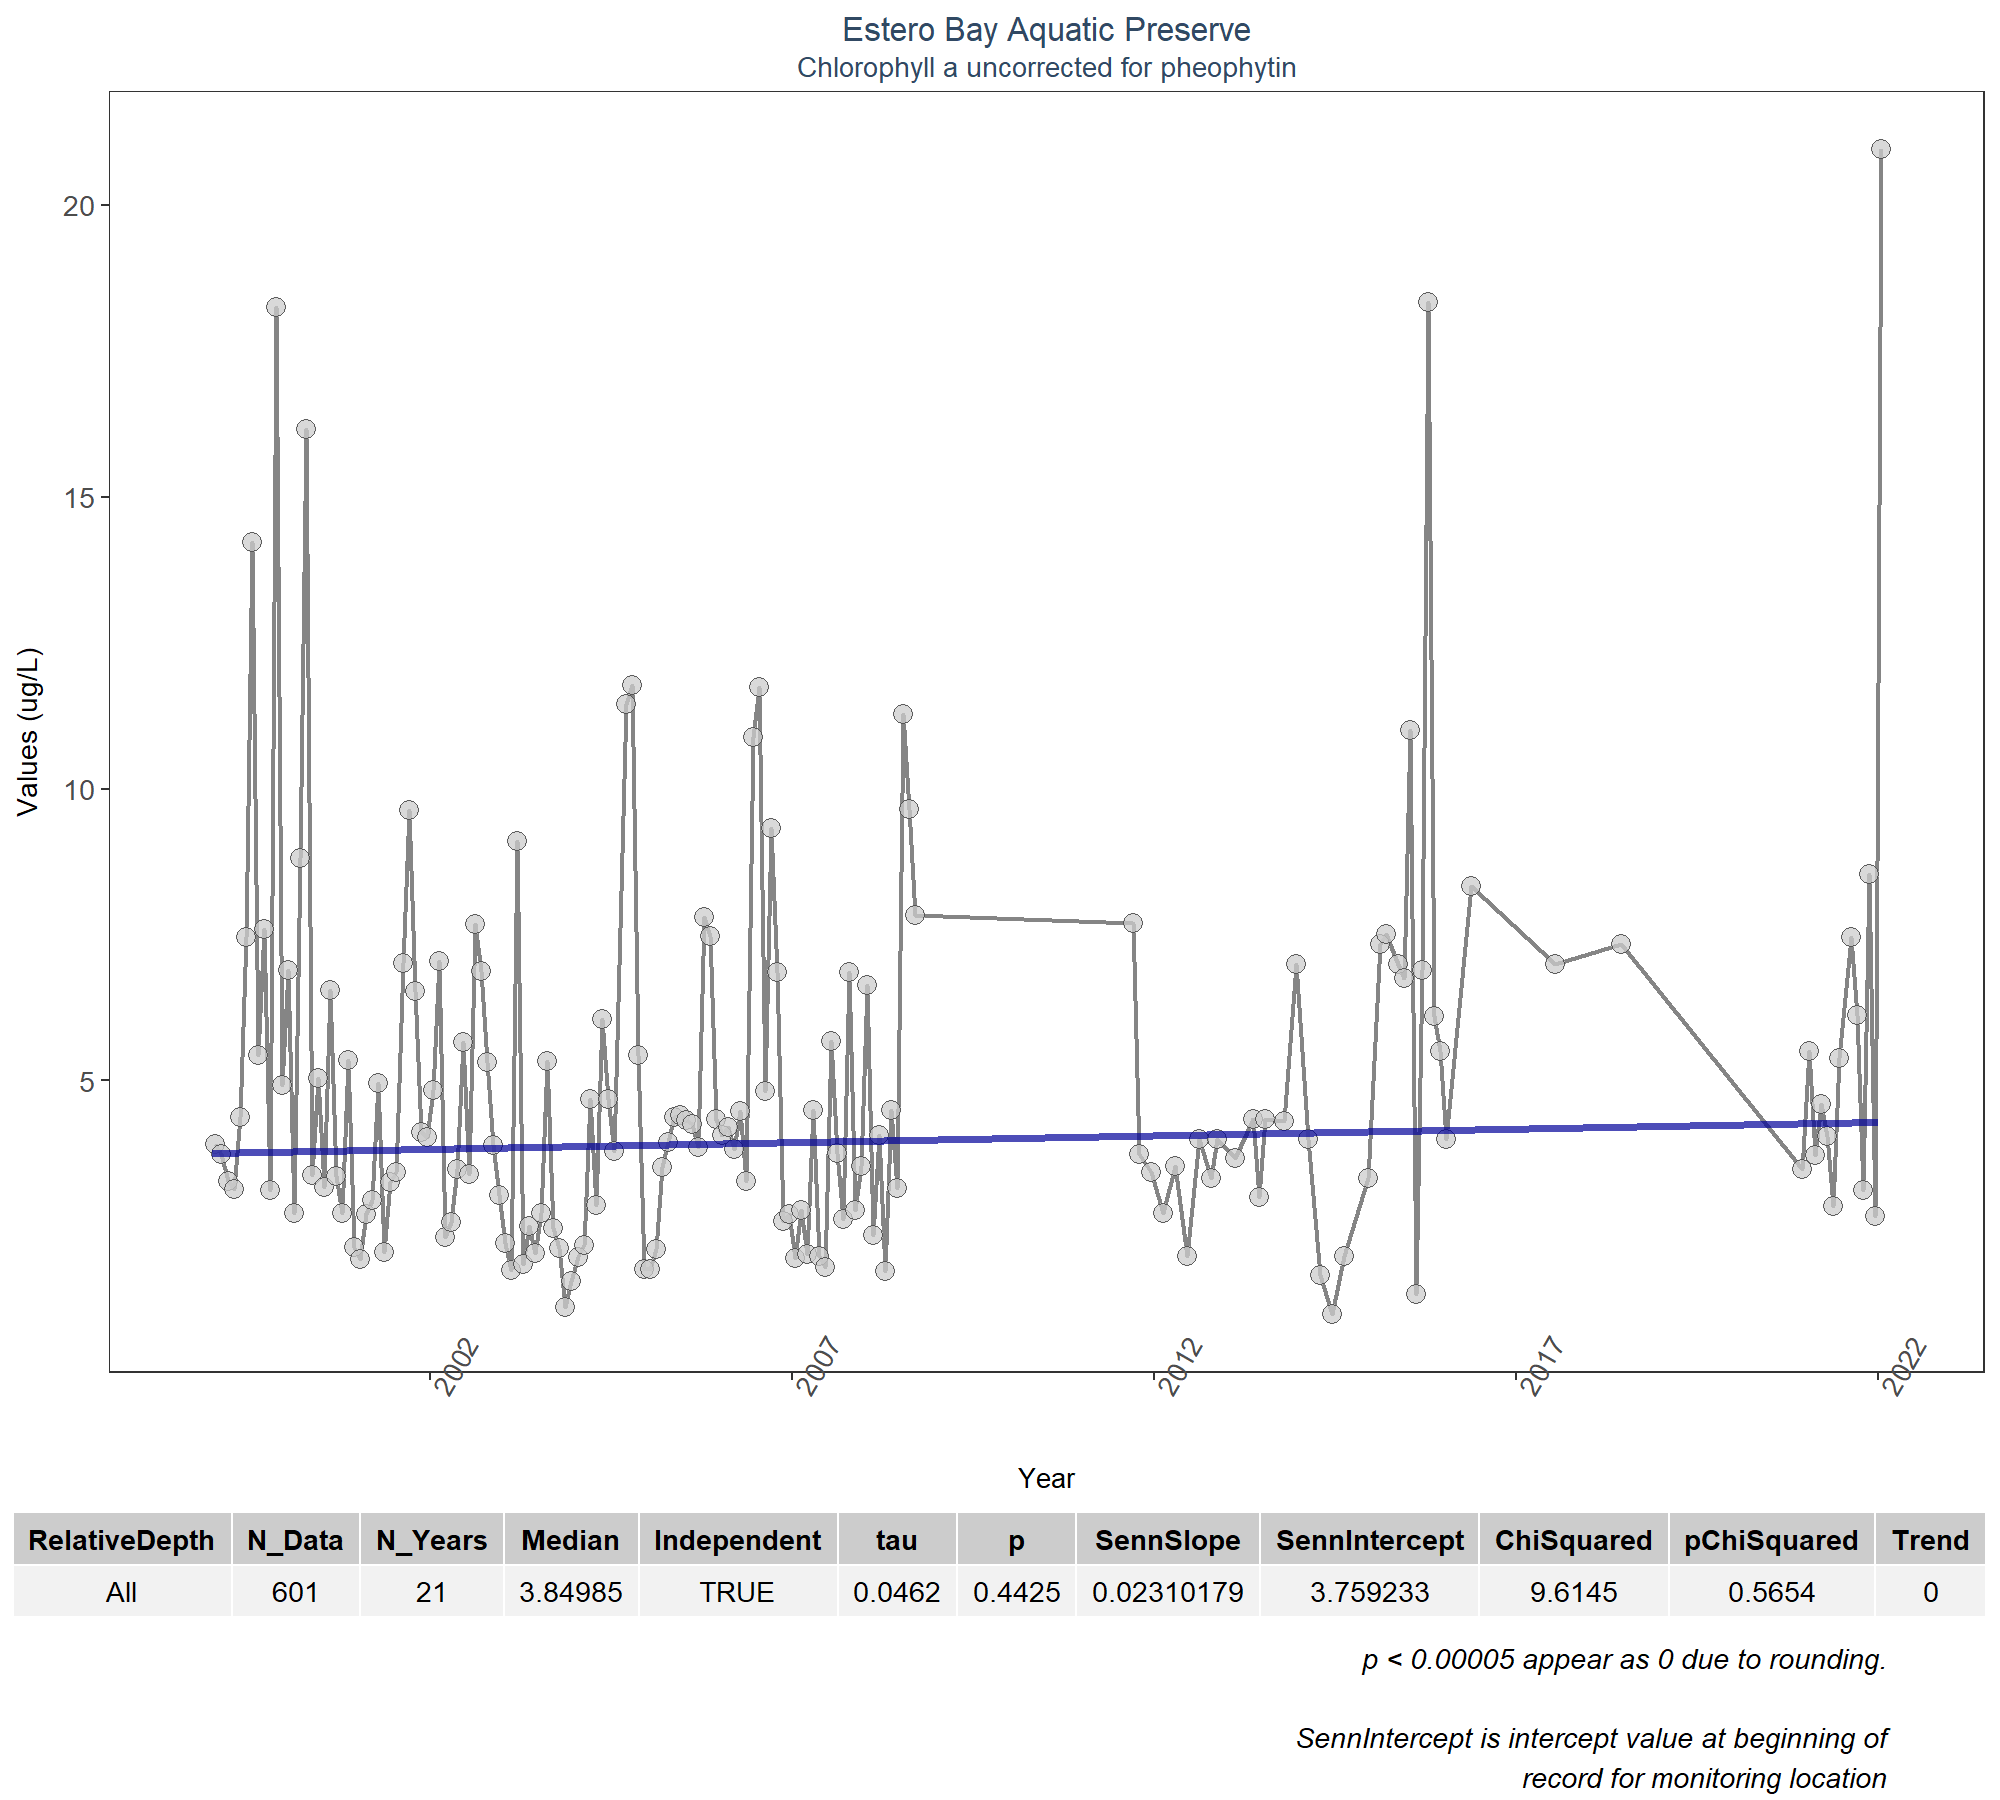 Estero Bay Aquatic Preserve
Chlorophyll a uncorrected for pheophytin
Values (ug/L)
20
15
10
5
2002
2007
2012
2017
2022
Year
RelativeDepth N_Data N_Years Median Independent tau p SennSlope SennIntercept ChiSquared pChiSquared Trend
All 601 21 3.84985 TRUE 0.0462 0.4425 0.02310179 3.759233 9.6145 0.5654 0
p < 0.00005 appear as 0 due to rounding.
SennIntercept is intercept value at beginning of
record for monitoring location